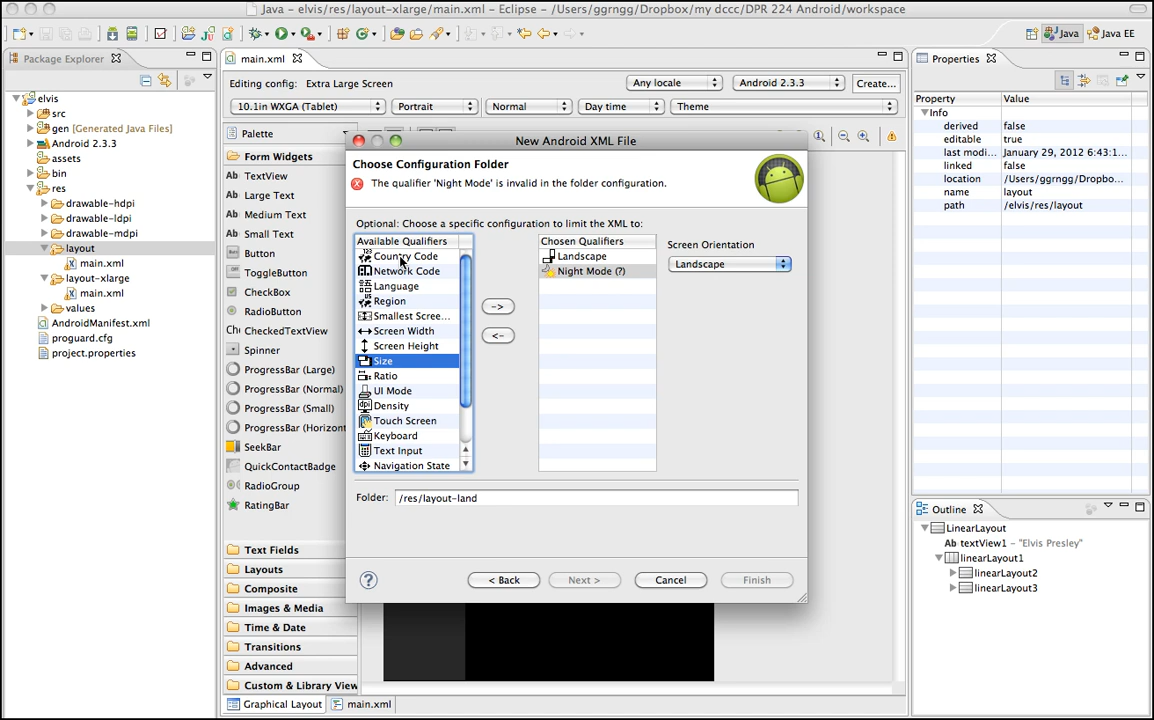 Java - elvis/res/layout-xlarge/main.xml - Eclipse - /Users/ggrngg/Dropbox/my dccc/DPR 224 Android/workspace
Java
Java EE
Package Explorer
elvis
src
gen [Generated Java Files]
Android 2.3.3
assets
bin
res
drawable-hdpi
drawable-ldpi
drawable-mdpi
layout
main.xml
layout-xlarge
main.xml
values
AndroidManifest.xml
proguard.cfg
project.properties
main.xml
Editing config: Extra Large Screen
Any locale
Android 2.3.3
Create...
10.1in WXGA (Tablet)
Portrait
Normal
Day time
Theme
Palette
Form Widgets
Ab TextView
Ab Large Text
Ab Medium Text
Ab Small Text
Button
ToggleButton
CheckBox
RadioButton
CheckedTextView
Spinner
ProgressBar (Large)
ProgressBar (Normal)
ProgressBar (Small)
ProgressBar (Horizon
SeekBar
QuickContactBadge
RadioGroup
RatingBar
Text Fields
Layouts
Composite
Images & Media
Time & Date
Transitions
Advanced
Custom & Library View
Graphical Layout
main.xml
New Android XML File
Choose Configuration Folder
The qualifier 'Night Mode' is invalid in the folder configuration.
Optional: Choose a specific configuration to limit the XML to:
Available Qualifiers
Country Code
Network Code
Language
Region
Smallest Scree...
Screen Width
Screen Height
Size
Ratio
UI Mode
Density
Touch Screen
Keyboard
Text Input
Navigation State
->
<-
Chosen Qualifiers
Landscape
Night Mode (?)
Screen Orientation
Landscape
Folder: /res/layout-land
?
< Back
Next >
Cancel
Finish
Properties
Property Value
Info
derived false
editable true
last modi... January 29, 2012 6:43:1...
linked false
location /Users/ggrngg/Dropbo...
name layout
path /elvis/res/layout
Outline
LinearLayout
Ab textView1 - "Elvis Presley"
linearLayout1
linearLayout2
linearLayout3